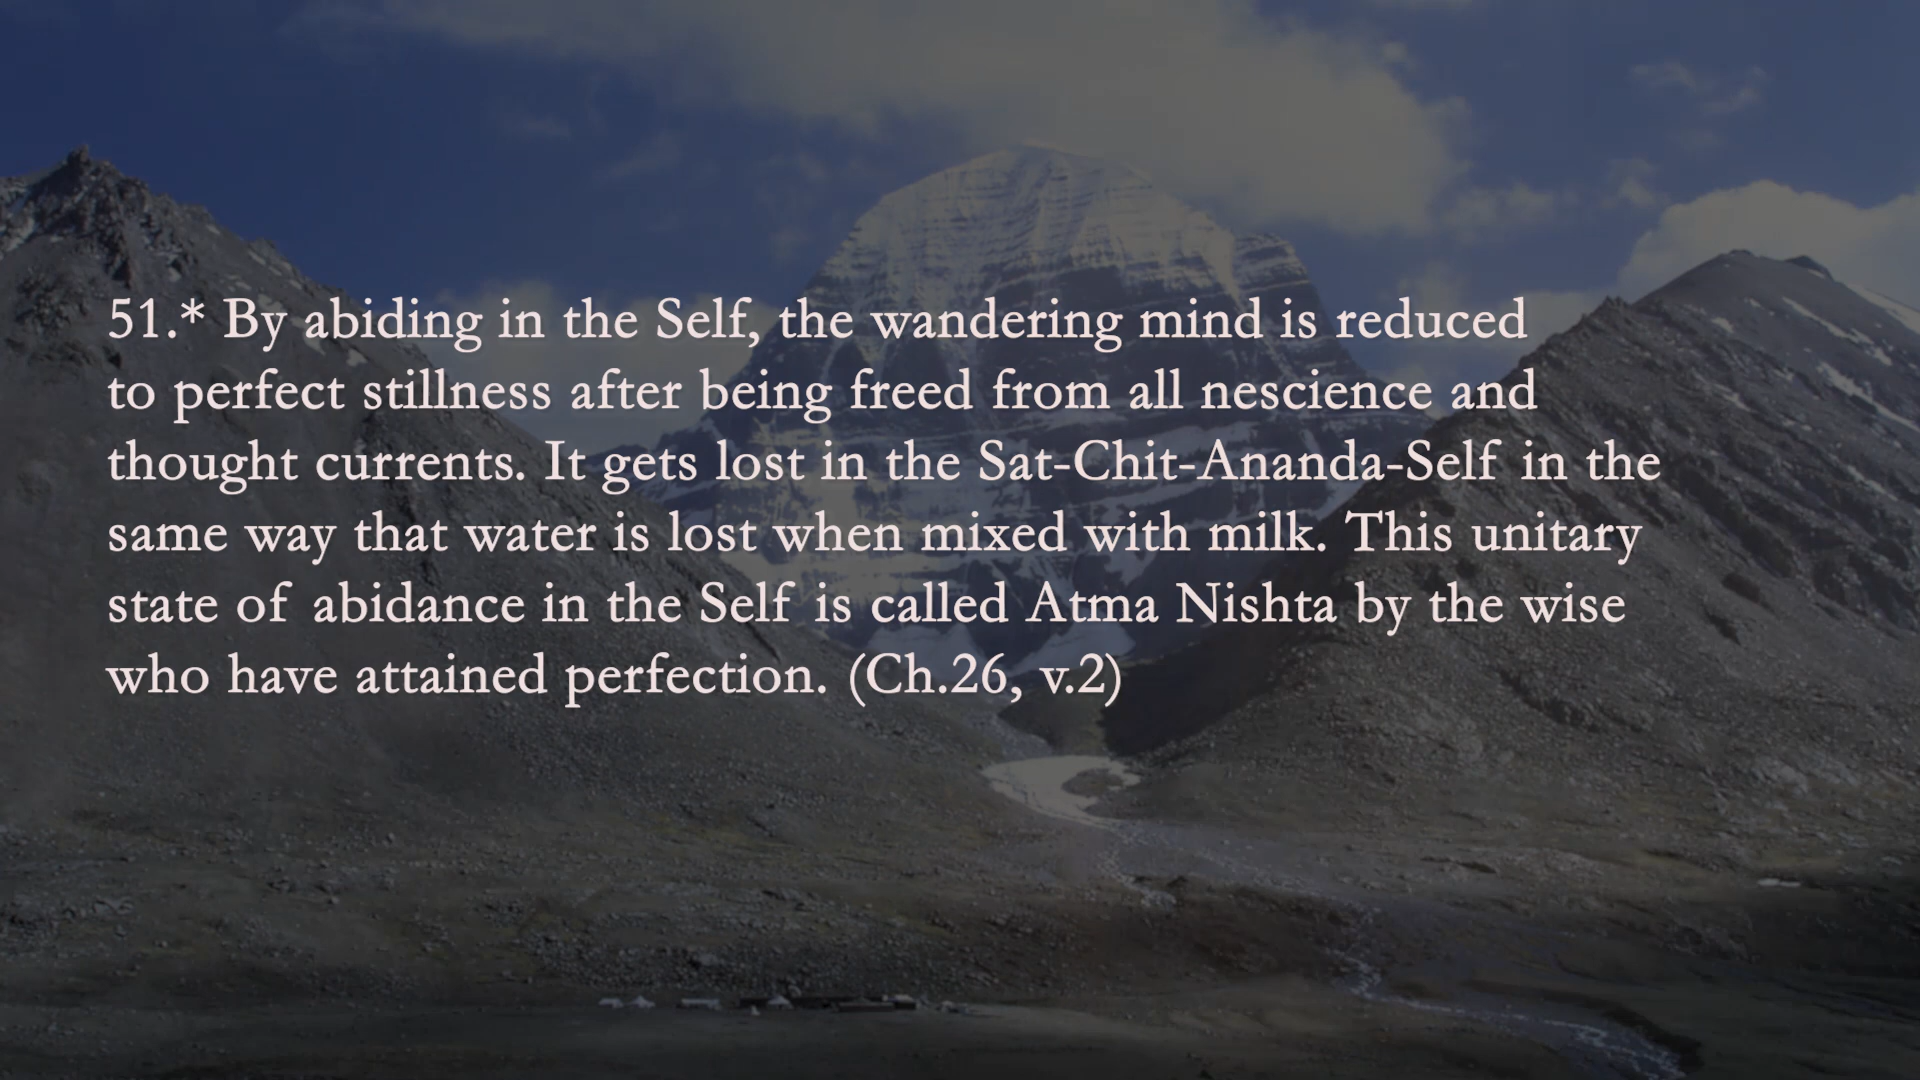 51.* By abiding in the Self, the wandering mind is reduced
to perfect stillness after being freed from all nescience and
thought currents. It gets lost in the Sat-Chit-Ananda-Self in the
same way that water is lost when mixed with milk. This unitary
state of abidance in the Self is called Atma Nishta by the wise
who have attained perfection. (Ch.26, v.2)